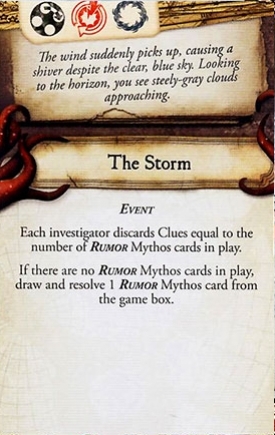 The wind suddenly picks up, causing a
shiver despite the clear, blue sky. Looking
to the horizon, you see steely-gray clouds
approaching.
The Storm
EVENT
Each investigator discards Clues equal to the
number of RUMOR Mythos cards in play.
If there are no RUMOR Mythos cards in play,
draw and resolve 1 RUMOR Mythos card from
the game box.